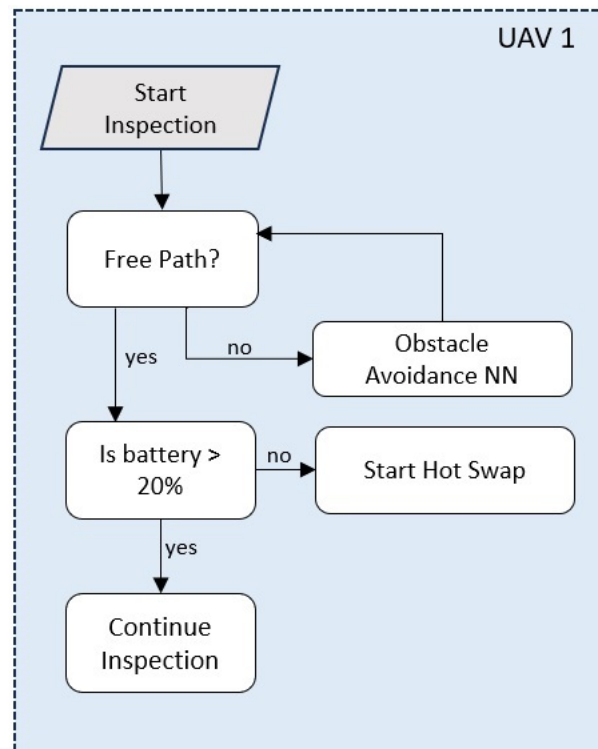 UAV 1
Start
Inspection
Free Path?
yes
no
Obstacle
Avoidance NN
Is battery >
20%
no
Start Hot Swap
yes
Continue
Inspection